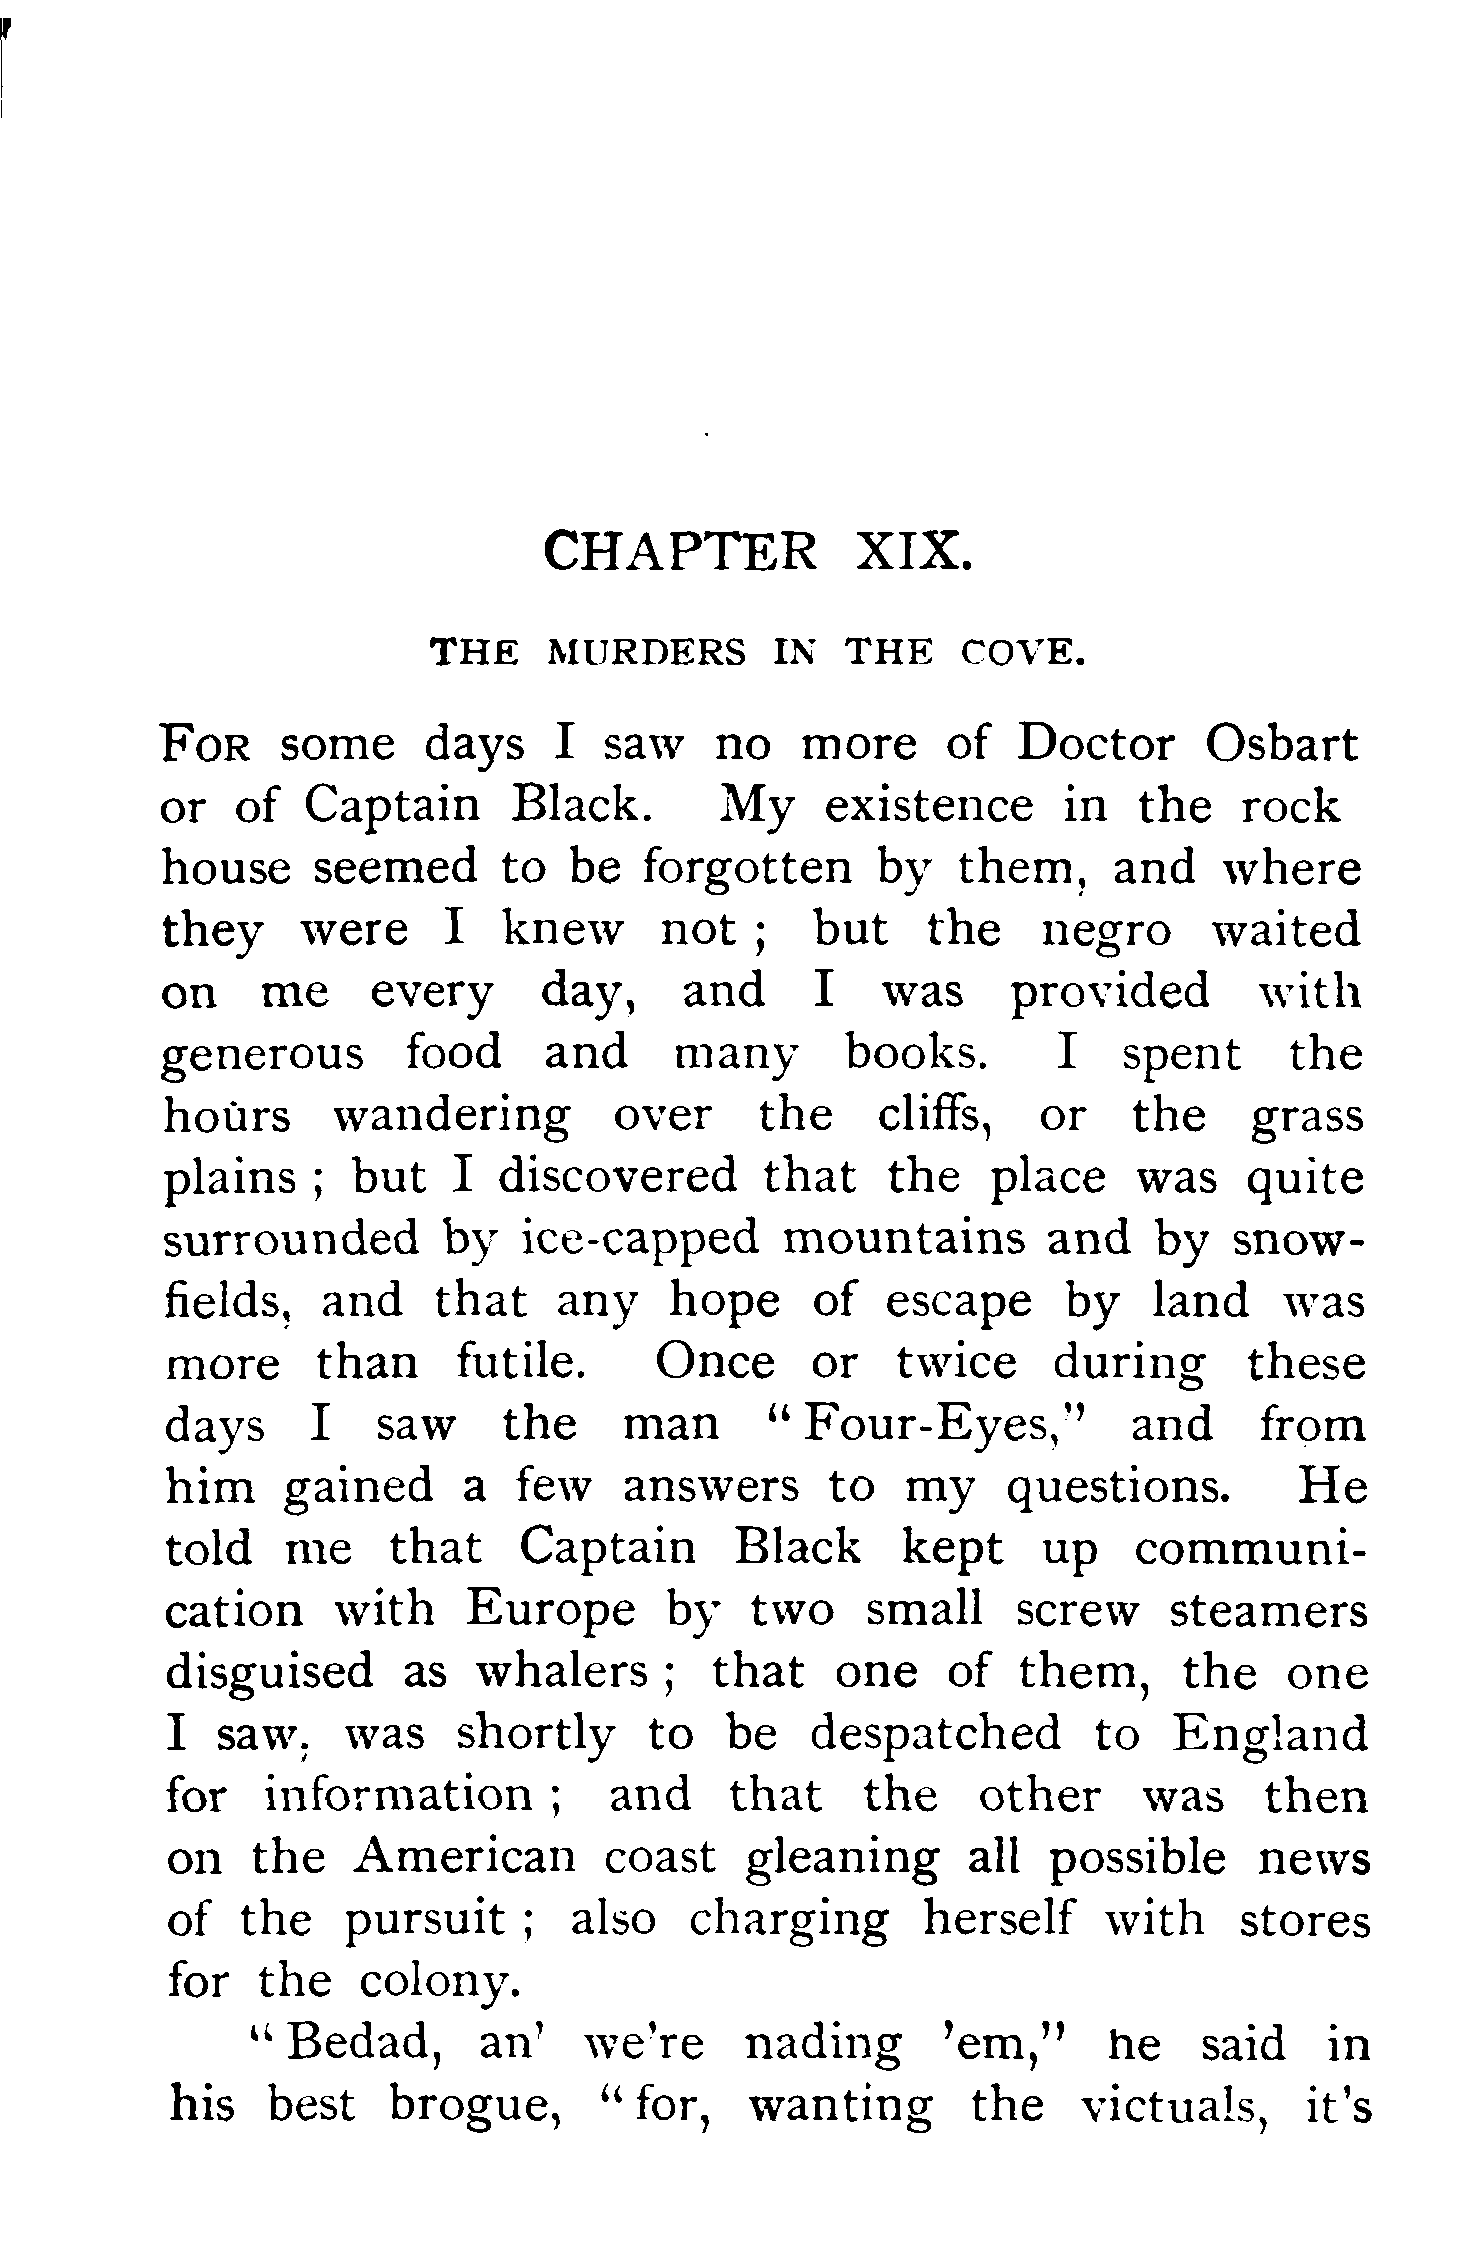 CHAPTER XIX.
THE MURDERS IN THE COVE.
FOR some days I saw no more of Doctor Osbart
or of Captain Black. My existence in the rock
house seemed to be forgotten by them, and where
they were I knew not ; but the negro waited
on me every day, and I was provided with
generous food and many books. I spent the
hours wandering over the cliffs, or the grass
plains ; but I discovered that the place was quite
surrounded by ice-capped mountains and by snow-
fields, and that any hope of escape by land was
more than futile. Once or twice during these
days I saw the man “ Four-Eyes,” and from
him gained a few answers to my questions. He
told me that Captain Black kept up communi-
cation with Europe by two small screw steamers
disguised as whalers ; that one of them, the one
I saw, was shortly to be despatched to England
for information ; and that the other was then
on the American coast gleaning all possible news
of the pursuit ; also charging herself with stores
for the colony.
“ Bedad, an’ we’re nading ’em,” he said in
his best brogue, “ for, wanting the victuals, it’s